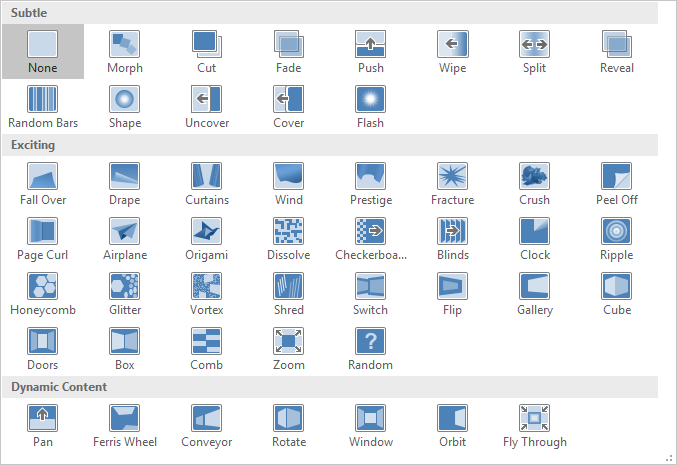 Subtle
None Morph Cut Fade Push Wipe Split Reveal
Random Bars Shape Uncover Cover Flash
Exciting
Fall Over Drape Curtains Wind Prestige Fracture Crush Peel Off
Page Curl Airplane Origami Dissolve Checkerboa... Blinds Clock Ripple
Honeycomb Glitter Vortex Shred Switch Flip Gallery Cube
Doors Box Comb Zoom ? Random
Dynamic Content
Pan Ferris Wheel Conveyor Rotate Window Orbit Fly Through